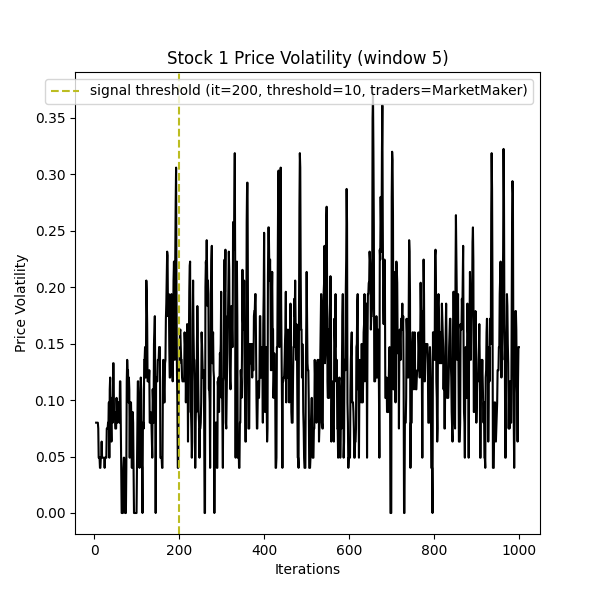 Stock 1 Price Volatility (window 5)
signal threshold (it=200, threshold=10, traders=MarketMaker)
0.35
0.30
0.25
0.20
0.15
0.10
0.05
0.00
Price Volatility
0 200 400 600 800 1000
Iterations